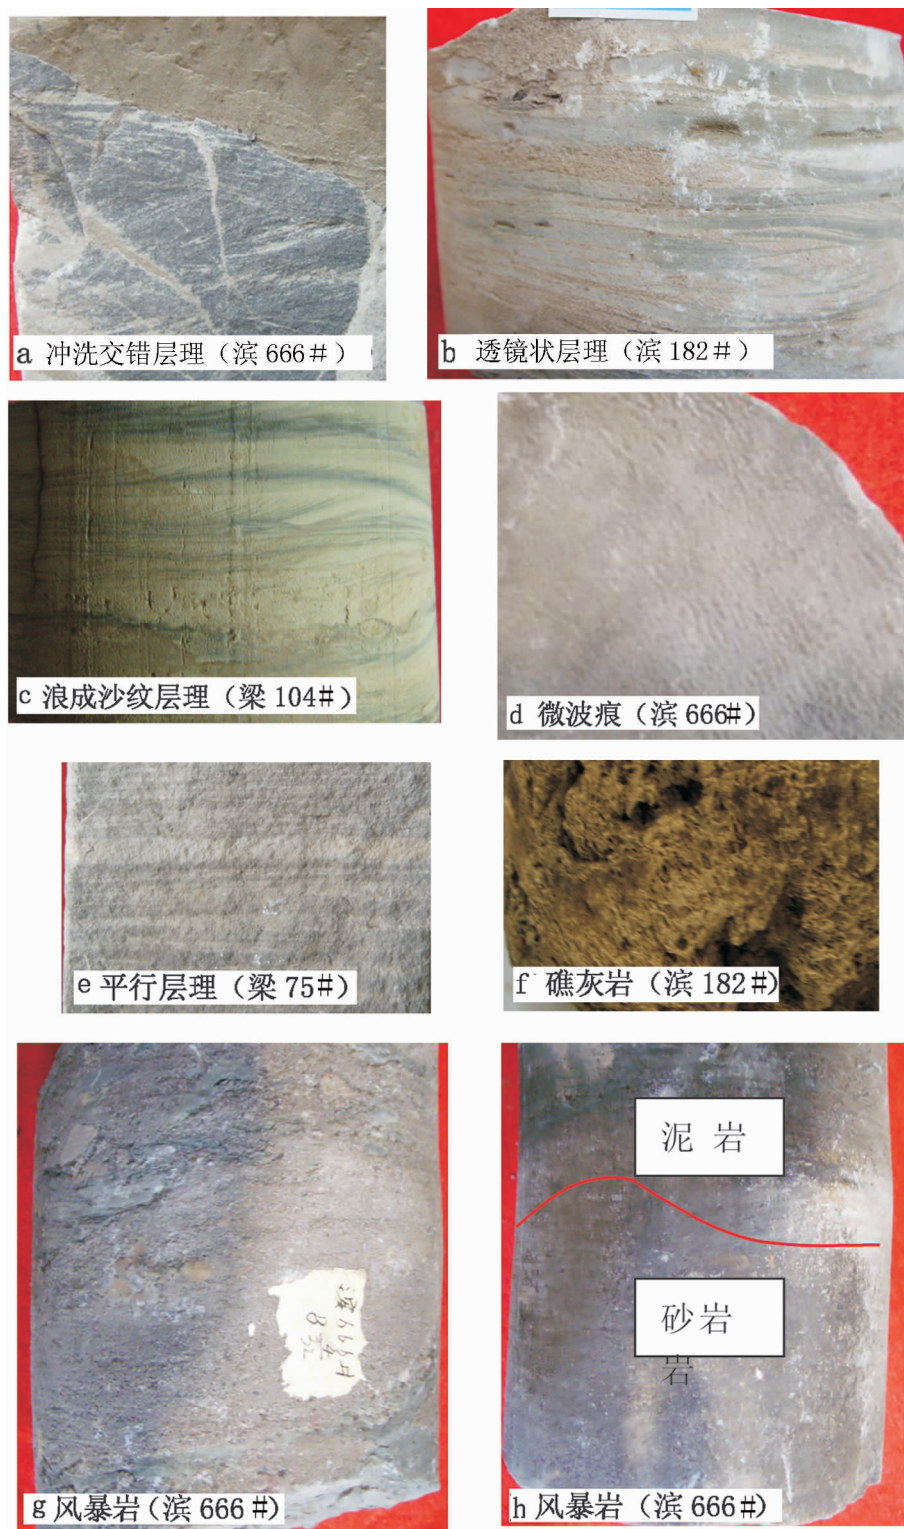 a 冲洗交错层理（滨 666＃）
b 透镜状层理（滨 182＃）
c 浪成沙纹层理（梁 104#）
d 微波痕（滨 666#）
e 平行层理（梁 75#）
f 礁灰岩（滨 182#）
泥 岩
砂岩
岩
g 风暴岩（滨 666＃）
h 风暴岩（滨 666＃）